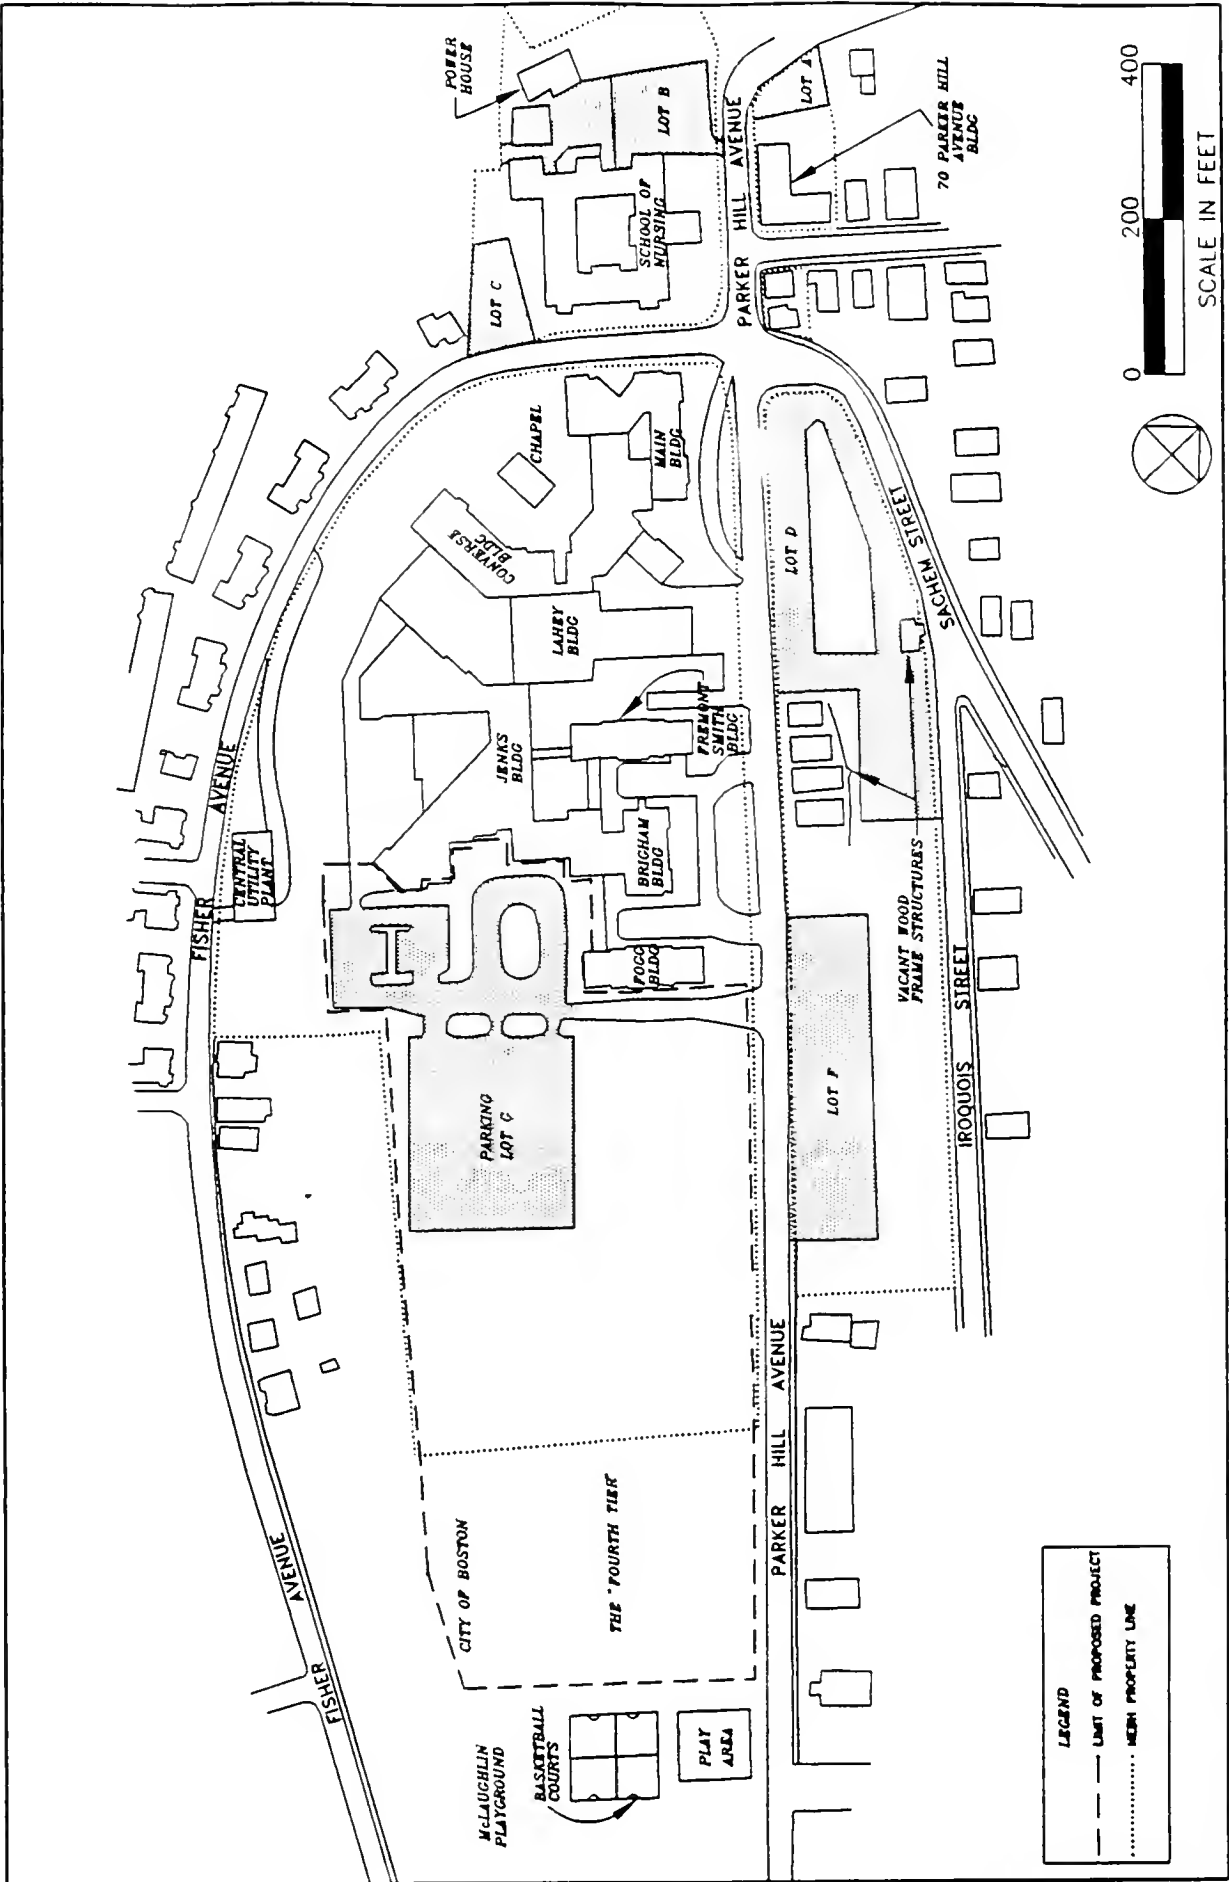 POWER
HOUSE
LOT B
LOT A
PARKER HILL AVENUE
70 PARKER HILL
AVENUE
BLDG
SCHOOL OF
NURSING
LOT C
0 200 400
SCALE IN FEET
CHAPEL
MAIN
BLDG
CONVERSE
BLDG
LAHEY
BLDG
LOT D
SACHEM STREET
FREMONT
SMITH
BLDG
JENKS
BLDG
BRIGHAM
BLDG
FISHER AVENUE
CENTRAL
UTILITY
PLANT
FOGG
BLDG
VACANT WOOD
FRAME STRUCTURES
IROQUOIS STREET
LOT F
PARKING
LOT G
PARKER HILL AVENUE
CITY OF BOSTON
THE "FOURTH TIER"
FISHER AVENUE
McLAUGHLIN
PLAYGROUND
BASKETBALL
COURTS
PLAY
AREA
LEGEND
LIMIT OF PROPOSED PROJECT
NEBH PROPERTY LINE